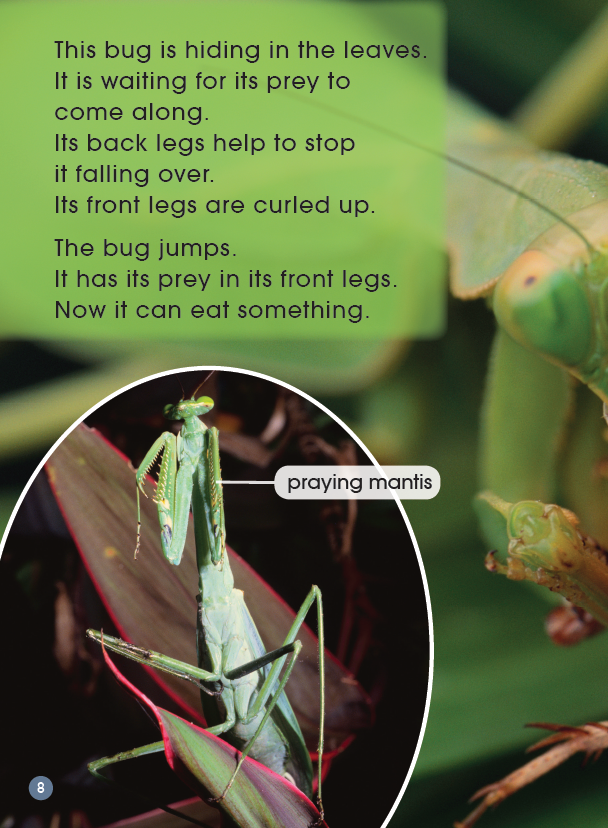 This bug is hiding in the leaves.
It is waiting for its prey to
come along.
Its back legs help to stop
it falling over.
Its front legs are curled up.
The bug jumps.
It has its prey in its front legs.
Now it can eat something.
praying mantis
8